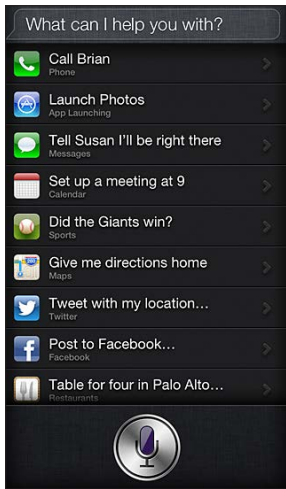 What can I help you with?
Call Brian
Phone
Launch Photos
App Launching
Tell Susan I'll be right there
Messages
Set up a meeting at 9
Calendar
Did the Giants win?
Sports
Give me directions home
Maps
Tweet with my location...
Twitter
Post to Facebook...
Facebook
Table for four in Palo Alto...
Restaurants